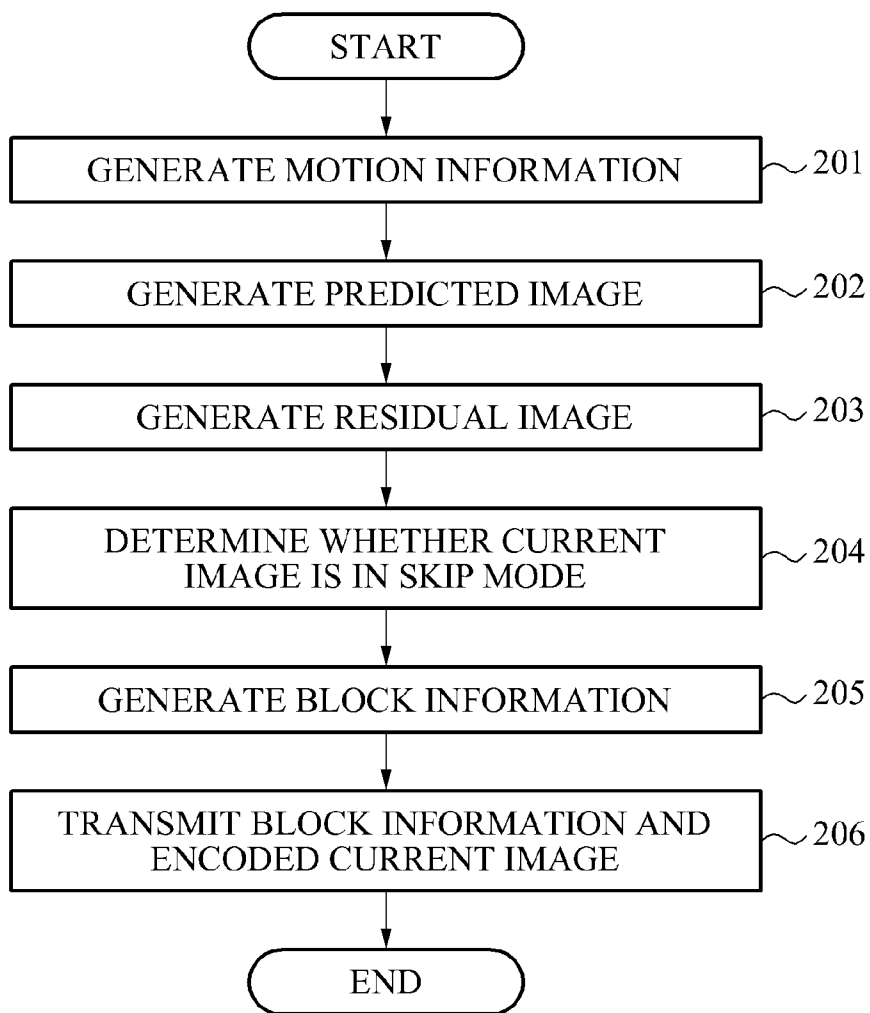 START
GENERATE MOTION INFORMATION
201
GENERATE PREDICTED IMAGE
202
GENERATE RESIDUAL IMAGE
203
DETERMINE WHETHER CURRENT
IMAGE IS IN SKIP MODE
204
GENERATE BLOCK INFORMATION
205
TRANSMIT BLOCK INFORMATION AND
ENCODED CURRENT IMAGE
206
END